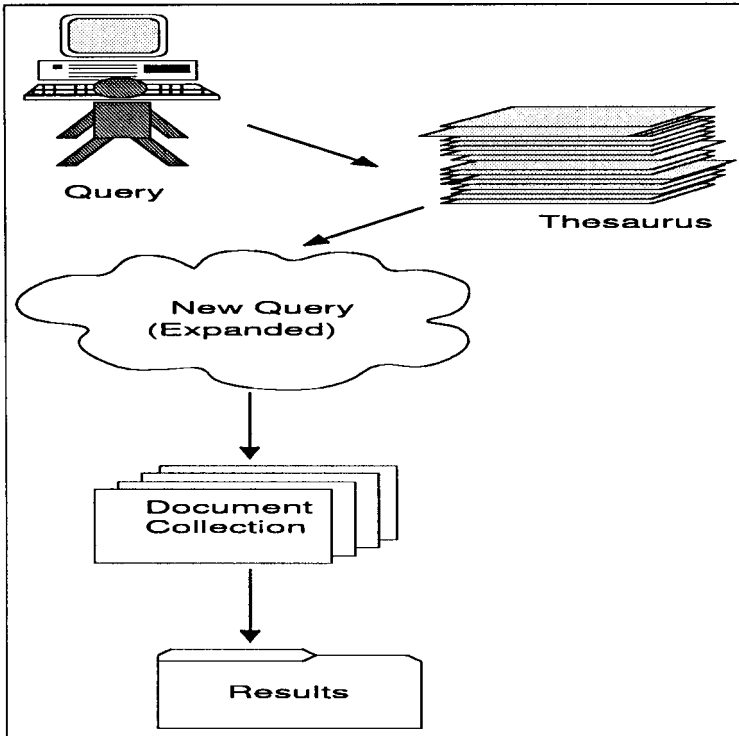 Query
Thesaurus
New Query
(Expanded)
Document
Collection
Results